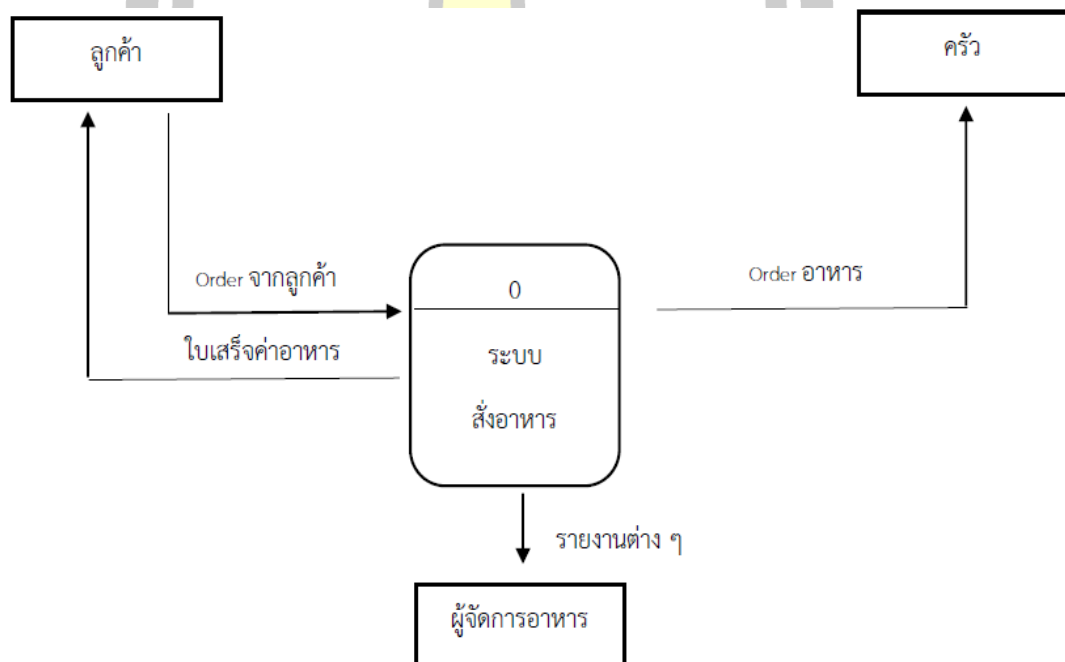 ลูกค้า
ครัว
Order จากลูกค้า
Order อาหาร
0
ใบเสร็จค่าอาหาร
ระบบ
สั่งอาหาร
รายงานต่าง ๆ
ผู้จัดการอาหาร